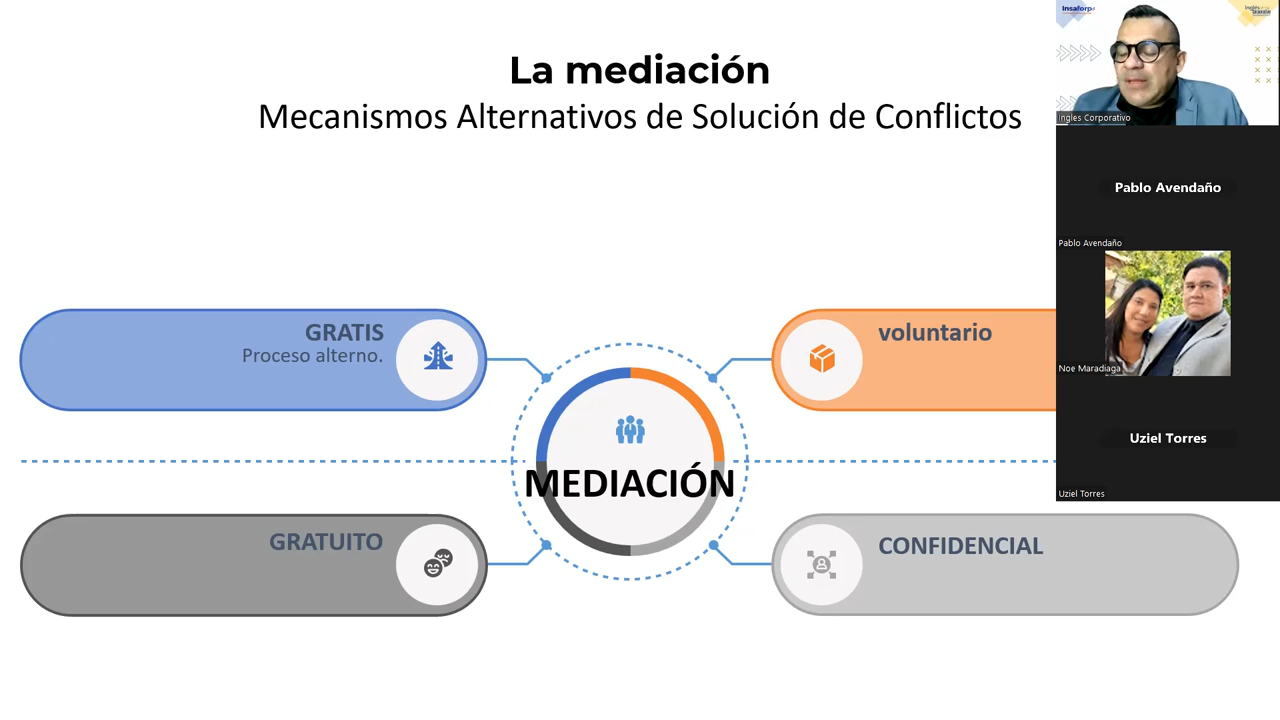 La mediación
Mecanismos Alternativos de Solución de Conflictos
GRATIS
Proceso alterno.
voluntario
MEDIACIÓN
GRATUITO
CONFIDENCIAL
Insaforp
Ingles Corporativo
Pablo Avendaño
Pablo Avendaño
Noe Maradiaga
Uziel Torres
Uziel Torres